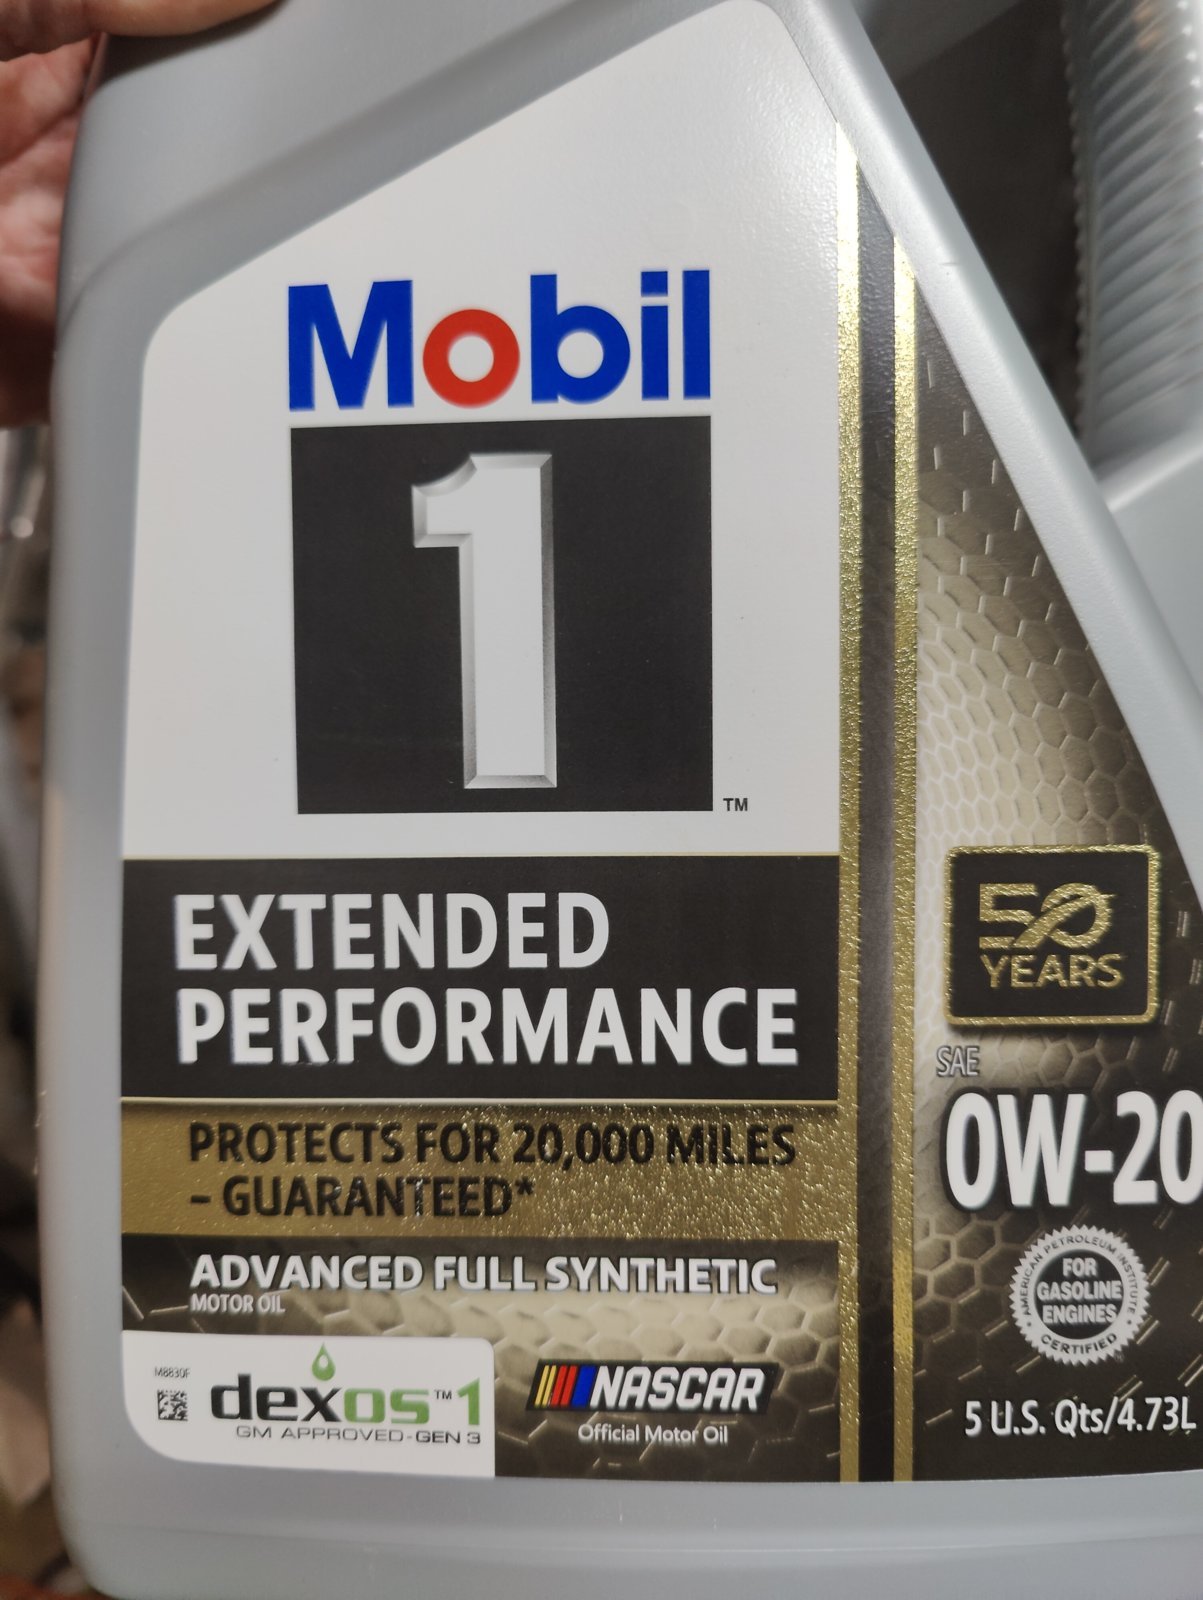 Mobil
1
TM
EXTENDED
PERFORMANCE
PROTECTS FOR 20,000 MILES
– GUARANTEED*
ADVANCED FULL SYNTHETIC
MOTOR OIL
M8830F
dexos™1
GM APPROVED-GEN 3
NASCAR
Official Motor Oil
50
YEARS
SAE
0W-20
AMERICAN PETROLEUM INSTITUTE
FOR
GASOLINE
ENGINES
CERTIFIED
5 U.S. Qts/4.73L